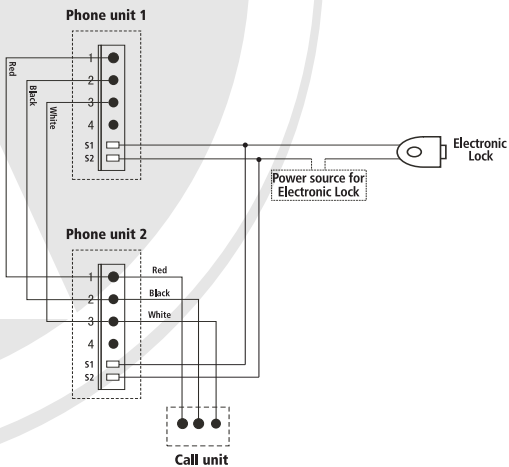 Phone unit 1
1
2
3
4
S1
S2
Red
Black
White
Electronic
Lock
Power source for
Electronic Lock
Phone unit 2
1
2
3
4
S1
S2
Red
Black
White
Call unit